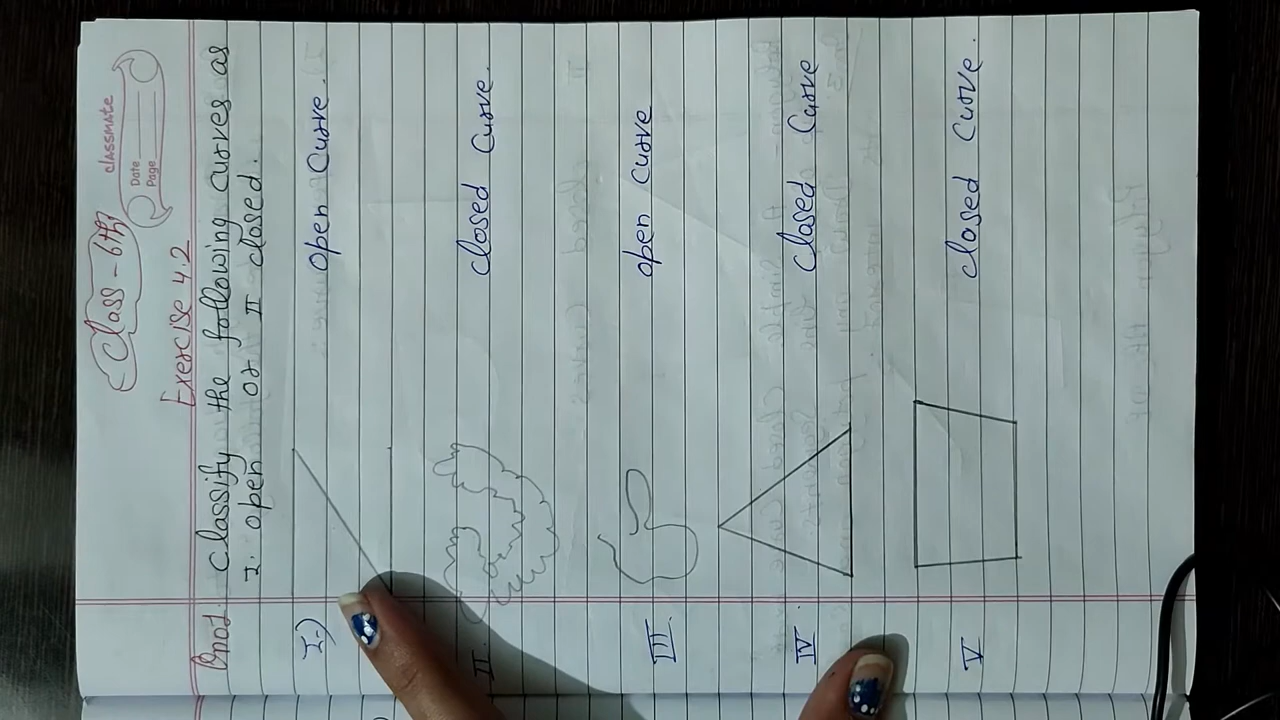 Class - 6th
classmate
Date
Page
Exercise 4.2
Qno1. Classify the following curves as
I. open or II closed.
I.) open Curve.
II. closed curve.
III. open curve
IV. closed Curve
V closed curve.